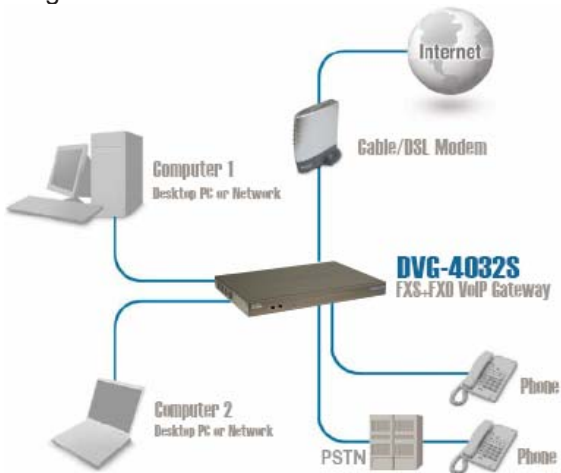 Internet
Cable/DSL Modem
Computer 1
Desktop PC or Network
DVG-4032S
FXS+FXO VoIP Gateway
Computer 2
Desktop PC or Network
Phone
PSTN
Phone